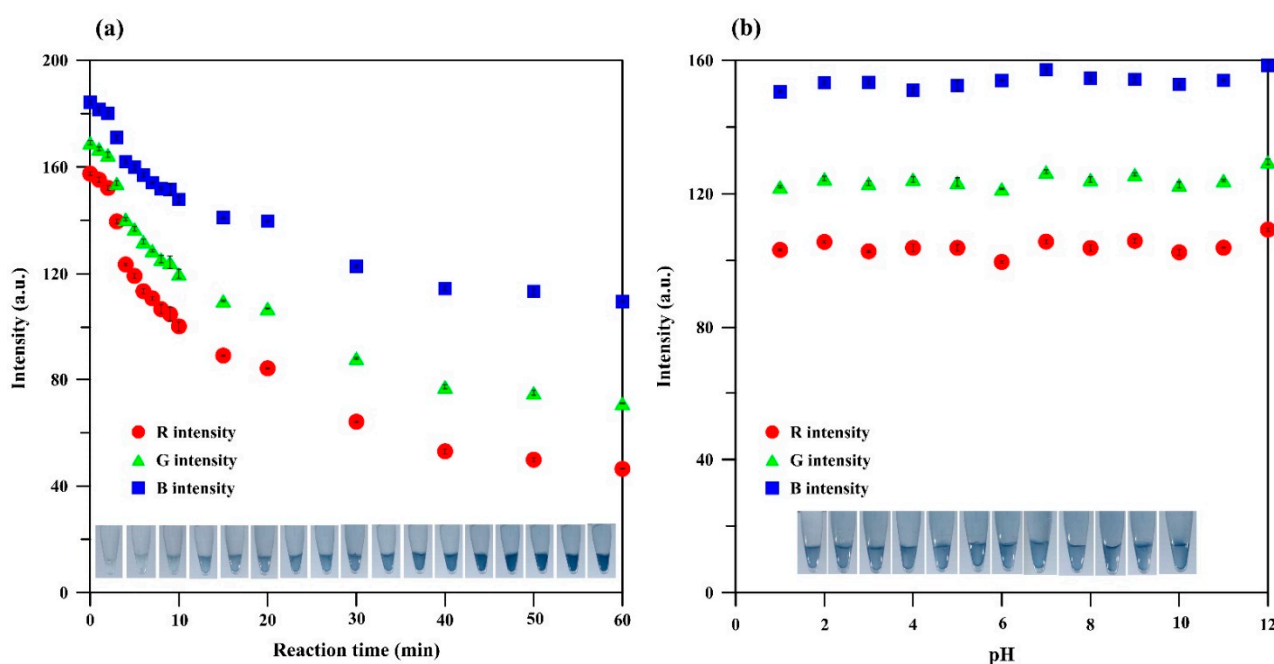 (a)
200
160
120
80
40
0
Intensity (a.u.)
R intensity
G intensity
B intensity
0 10 20 30 40 50 60
Reaction time (min)
(b)
160
120
80
40
0
Intensity (a.u.)
R intensity
G intensity
B intensity
0 2 4 6 8 10 12
pH